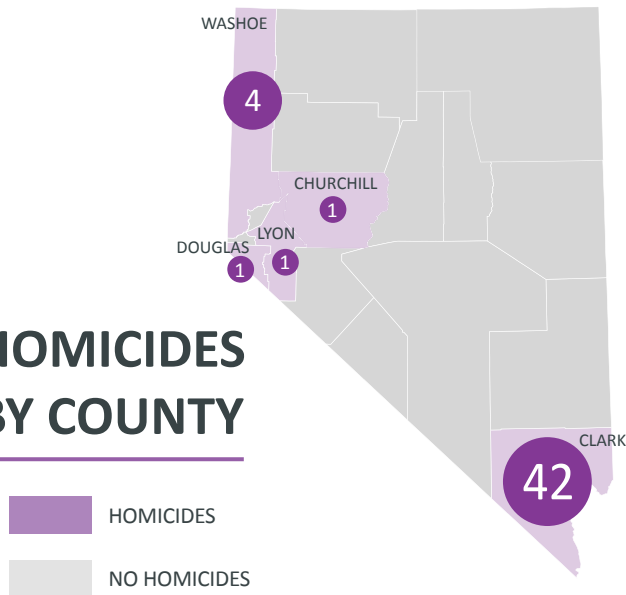 WASHOE
4
CHURCHILL
1
LYON
DOUGLAS
1
1
HOMICIDES
BY COUNTY
CLARK
42
HOMICIDES
NO HOMICIDES